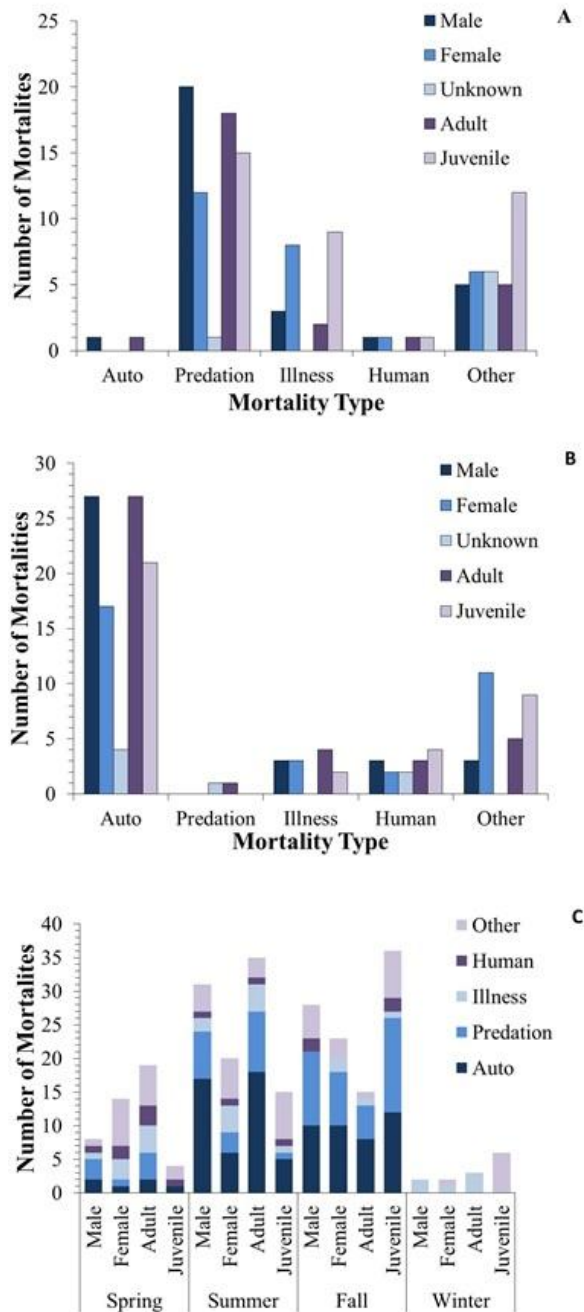 A
Male
Female
Unknown
Adult
Juvenile
25
20
15
10
5
0
Number of Mortalites
Auto Predation Illness Human Other
Mortality Type
B
Male
Female
Unknown
Adult
Juvenile
30
25
20
15
10
5
0
Number of Mortalities
Auto Predation Illness Human Other
Mortality Type
C
Other
Human
Illness
Predation
Auto
40
35
30
25
20
15
10
5
0
Number of Mortalites
Male Female Adult Juvenile Male Female Adult Juvenile Male Female Adult Juvenile Male Female Adult Juvenile
Spring Summer Fall Winter